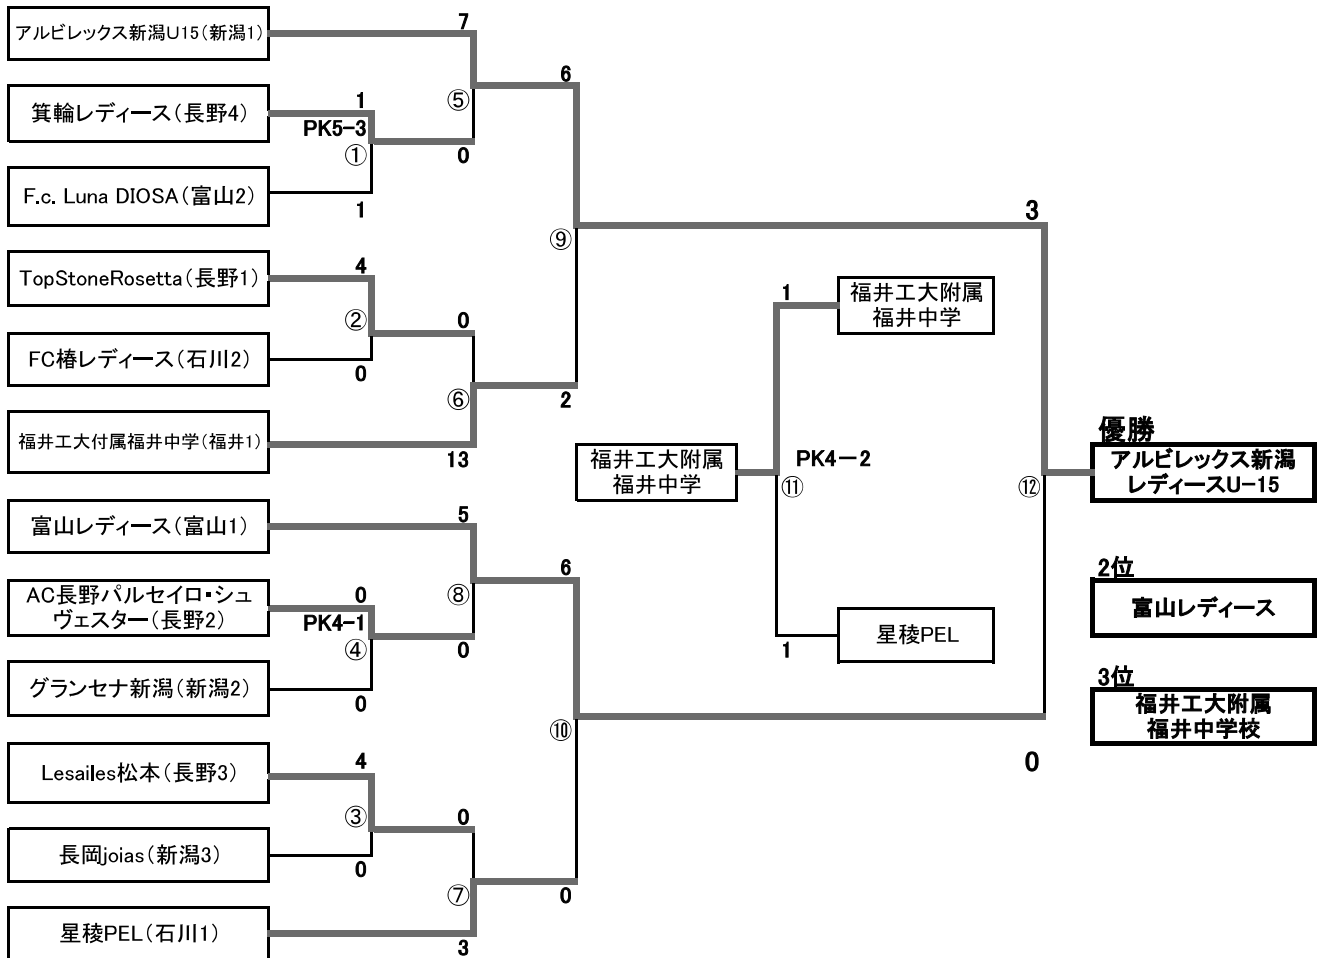 アルビレックス新潟U15(新潟1)
7
6
箕輪レディース(長野4)
1
PK5-3
①
⑤
0
F.c. Luna DIOSA(富山2)
1
3
⑨
TopStoneRosetta(長野1)
4
②
0
FC椿レディース(石川2)
0
⑥
2
福井工大付属福井中学(福井1)
13
1
福井工大附属
福井中学
福井工大附属
福井中学
PK4-2
⑪
⑫
優勝
アルビレックス新潟
レディースU-15
富山レディース(富山1)
5
6
AC長野パルセイロ・シュ
ヴェスター(長野2)
0
PK4-1
④
⑧
0
グランセナ新潟(新潟2)
0
1
星稜PEL
2位
富山レディース
3位
福井工大附属
福井中学校
⑩
0
Lesailes松本(長野3)
4
③
0
長岡joias(新潟3)
0
⑦
0
星稜PEL(石川1)
3